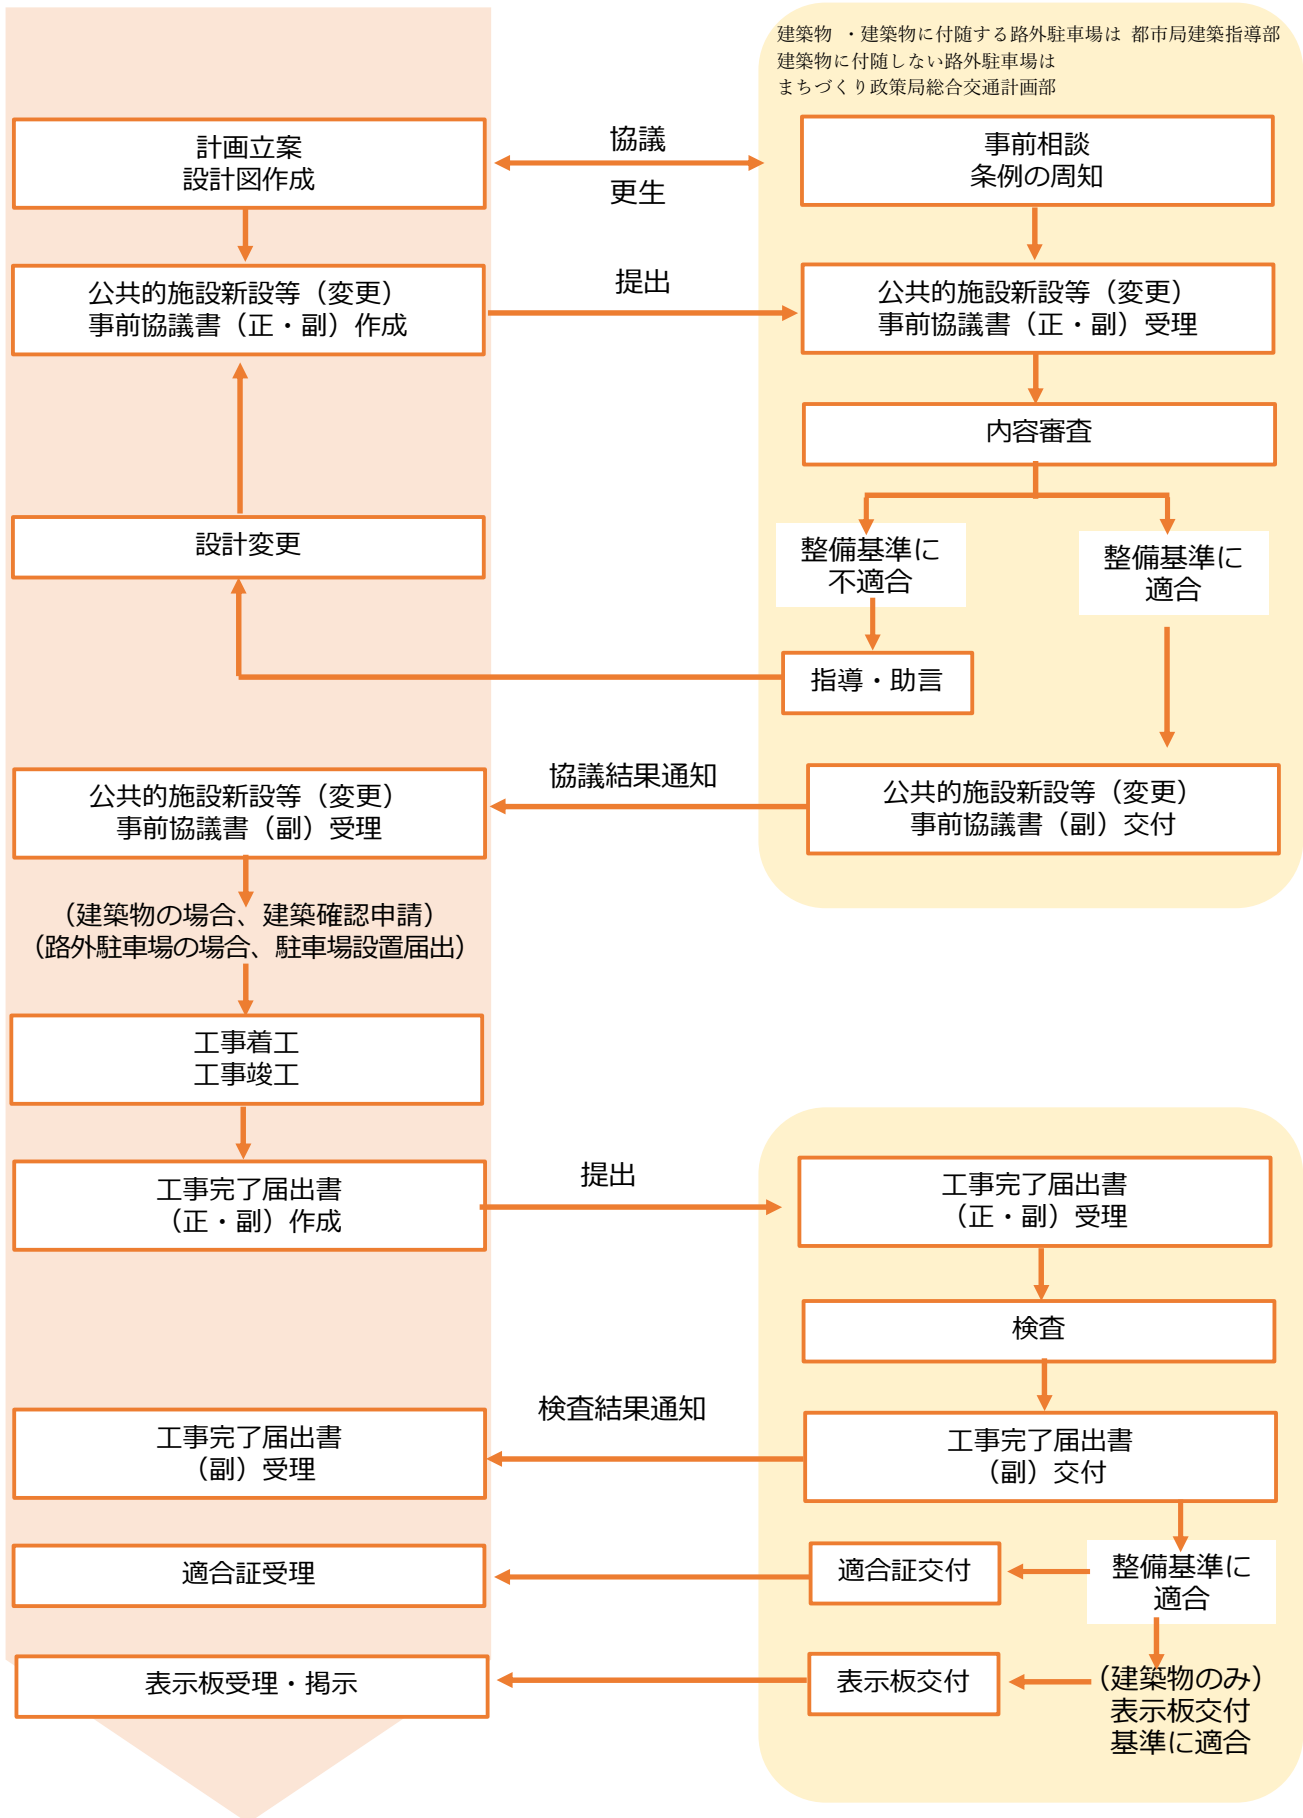 建築物 ・建築物に付随する路外駐車場は 都市局建築指導部
建築物に付随しない路外駐車場は
まちづくり政策局総合交通計画部
計画立案
設計図作成
協議
更生
事前相談
条例の周知
公共的施設新設等（変更）
事前協議書（正・副）作成
提出
公共的施設新設等（変更）
事前協議書（正・副）受理
内容審査
設計変更
整備基準に
不適合
整備基準に
適合
指導・助言
公共的施設新設等（変更）
事前協議書（副）受理
協議結果通知
公共的施設新設等（変更）
事前協議書（副）交付
（建築物の場合、建築確認申請）
（路外駐車場の場合、駐車場設置届出）
工事着工
工事竣工
工事完了届出書
（正・副）作成
提出
工事完了届出書
（正・副）受理
検査
工事完了届出書
（副）受理
検査結果通知
工事完了届出書
（副）交付
適合証受理
適合証交付
整備基準に
適合
表示板受理・掲示
表示板交付
（建築物のみ）
表示板交付
基準に適合